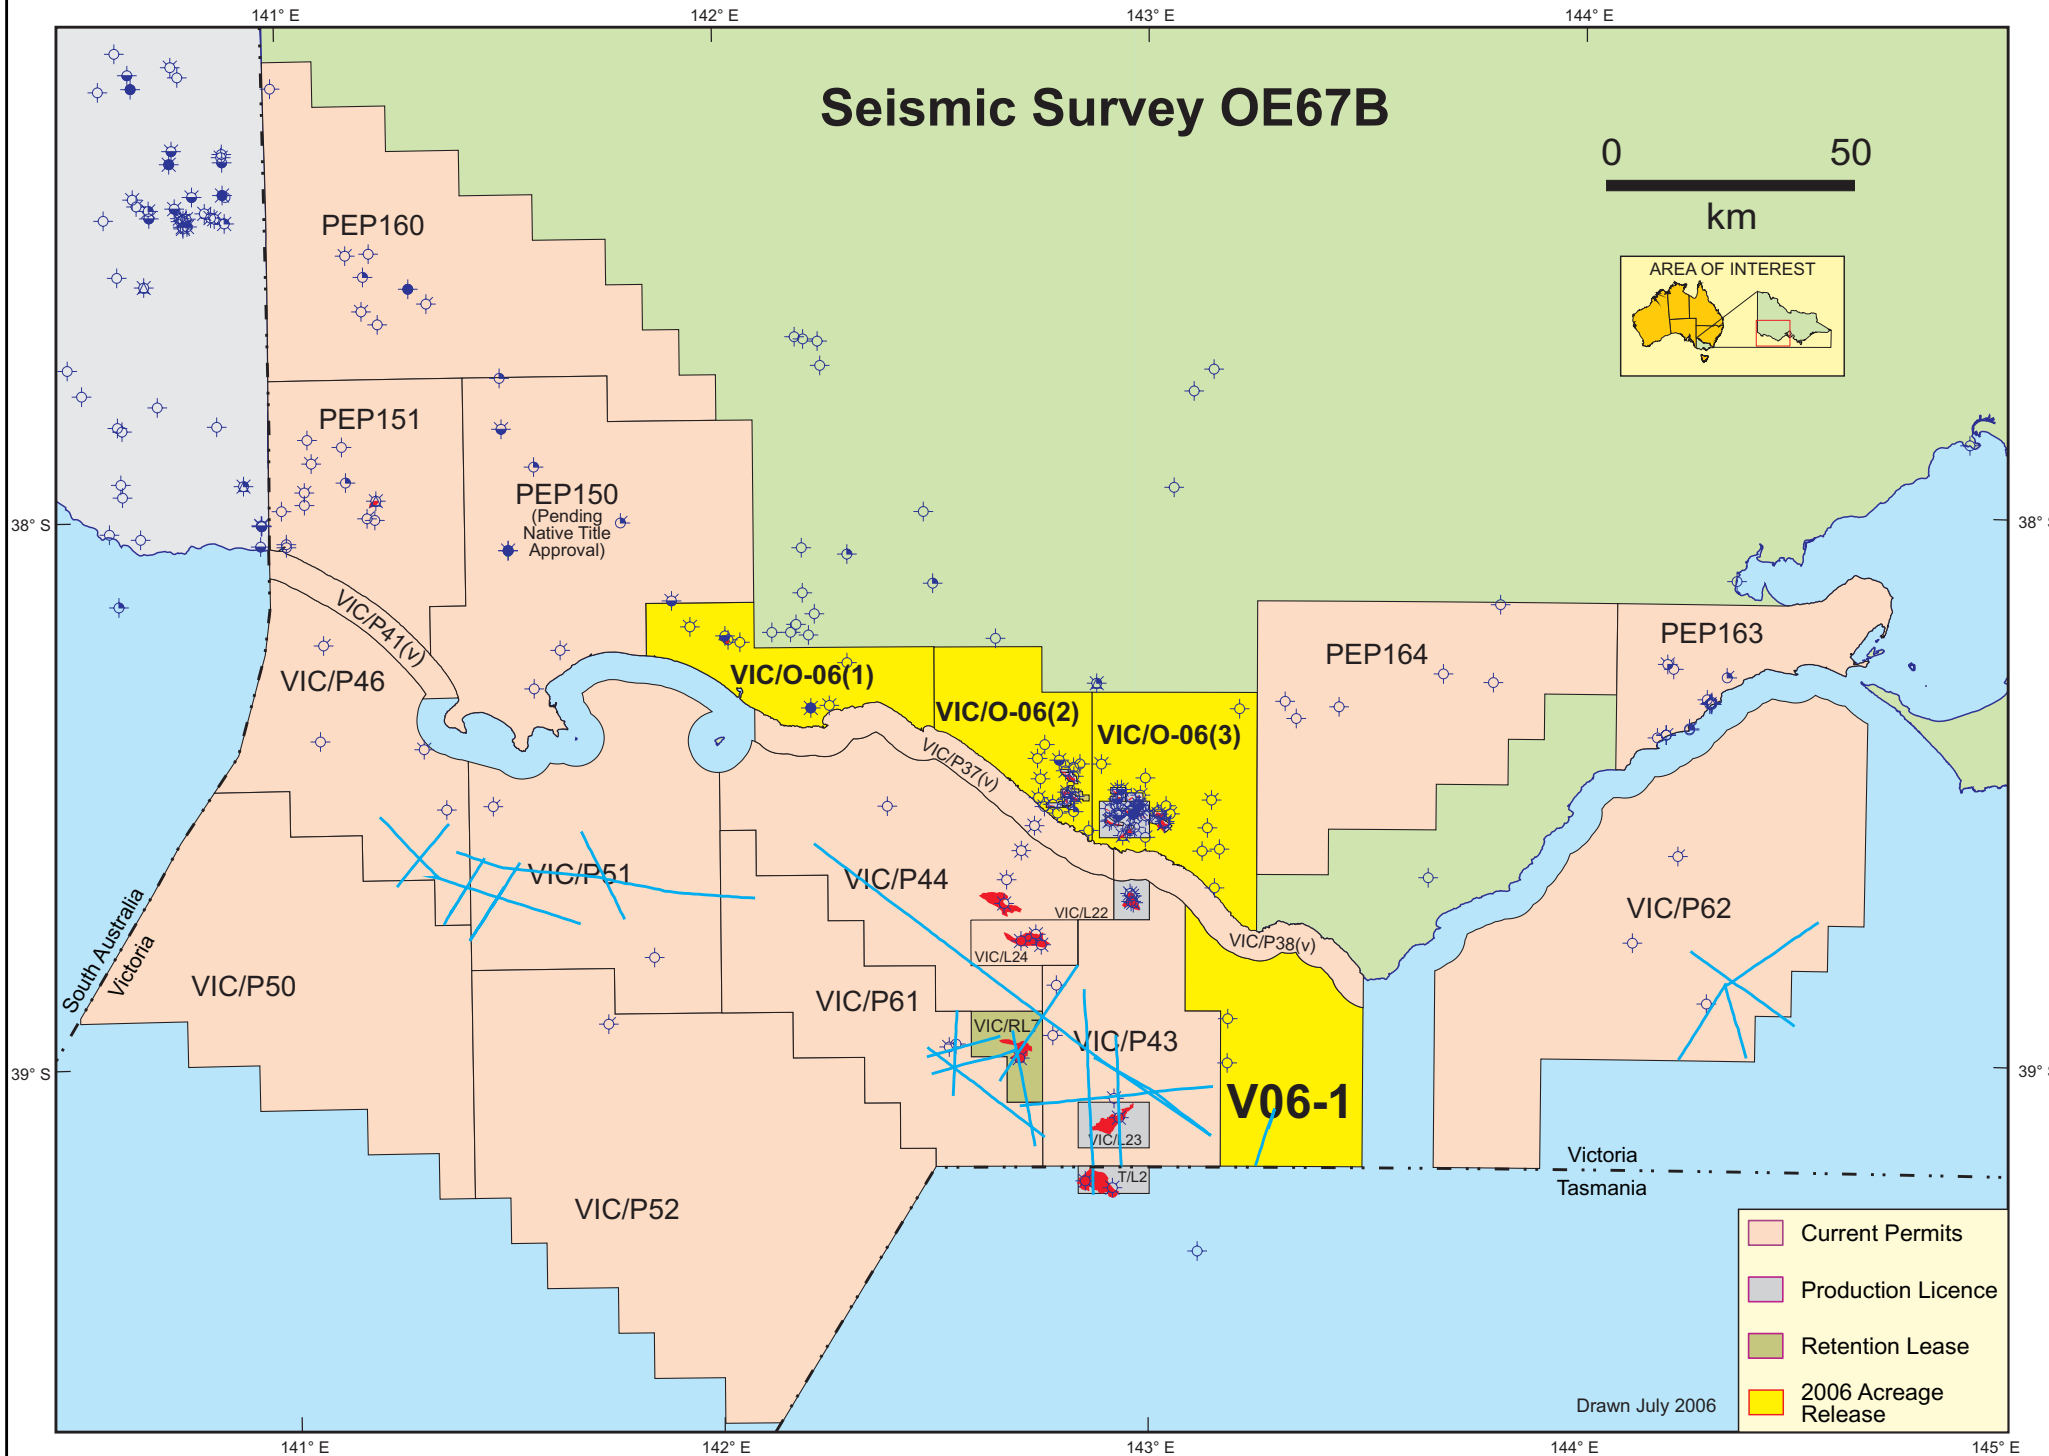 141° E
142° E
143° E
144° E
Seismic Survey OE67B
0
50
km
AREA OF INTEREST
PEP160
PEP151
PEP150
(Pending
Native Title
Approval)
38° S
38°
VIC/P41(v)
VIC/P46
VIC/O-06(1)
VIC/O-06(2)
VIC/O-06(3)
PEP164
PEP163
VIC/P37(v)
VIC/P51
VIC/P44
VIC/L22
VIC/P62
VIC/L24
VIC/P38(v)
South Australia
Victoria
VIC/P50
VIC/P61
VIC/RL7
VIC/P43
39° S
39°
V06-1
VIC/L23
T/L2
Victoria
Tasmania
VIC/P52
Current Permits
Production Licence
Retention Lease
2006 Acreage
Release
Drawn July 2006
141° E
142° E
143° E
144° E
145° E